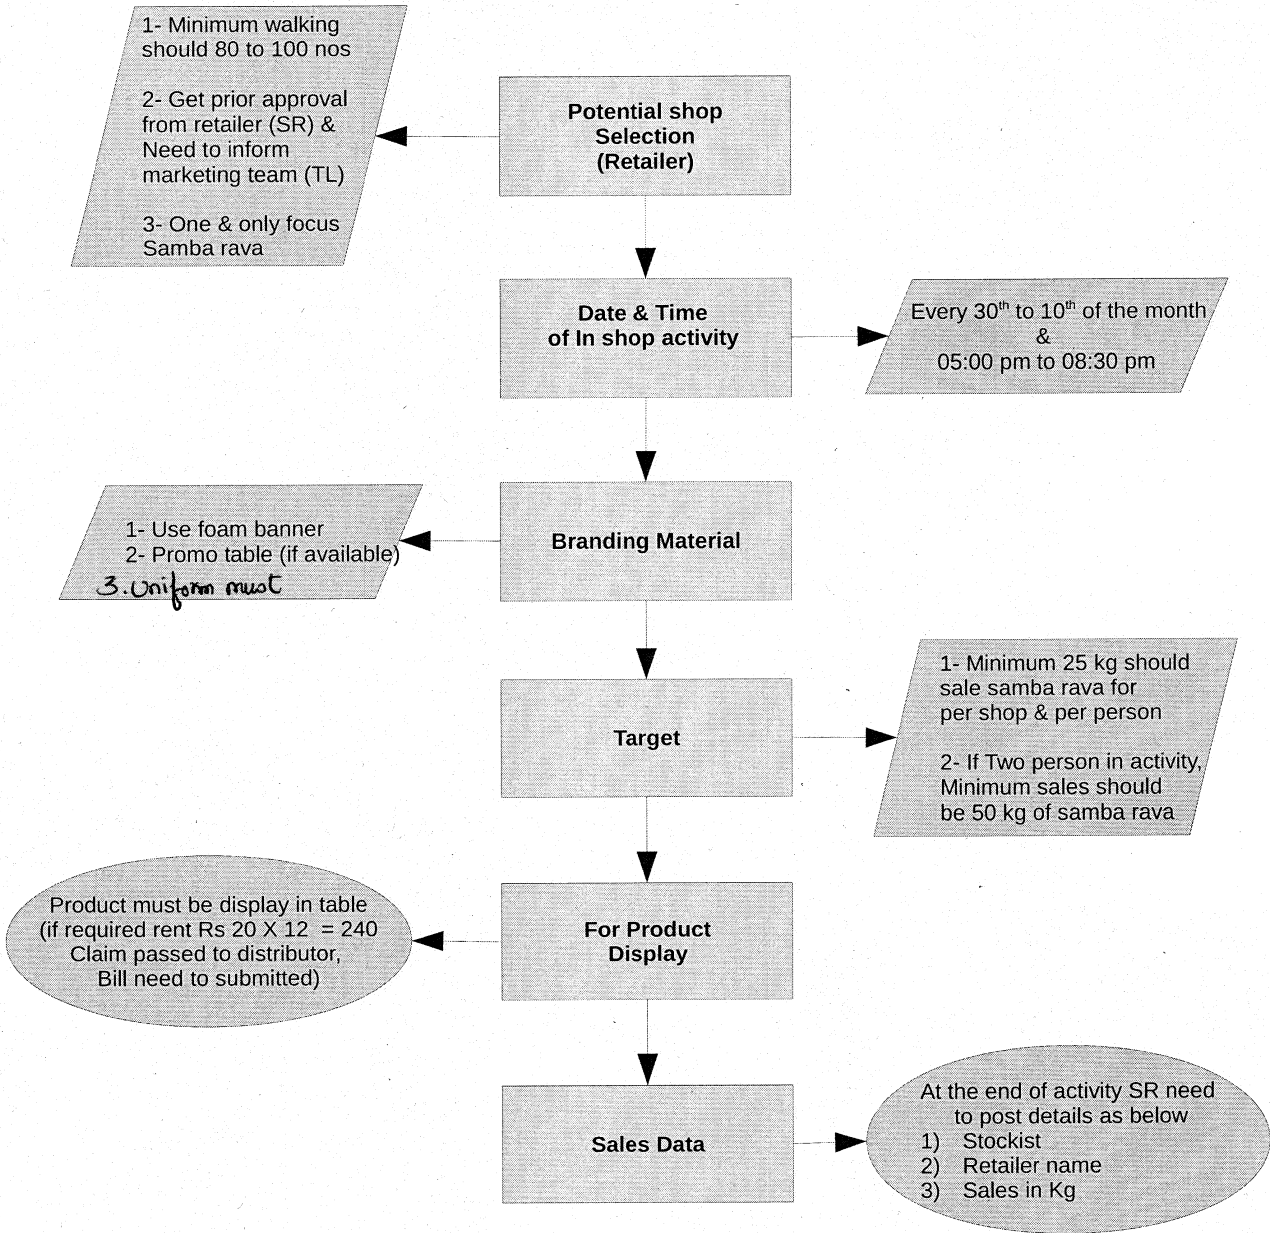 1- Minimum walking
should 80 to 100 nos
2- Get prior approval
from retailer (SR) &
Need to inform
marketing team (TL)
3- One & only focus
Samba rava
Potential shop
Selection
(Retailer)
Date & Time
of In shop activity
Every 30th to 10th of the month
&
05:00 pm to 08:30 pm
Branding Material
1- Use foam banner
2- Promo table (if available)
3. Uniform must
Target
1- Minimum 25 kg should
sale samba rava for
per shop & per person
2- If Two person in activity,
Minimum sales should
be 50 kg of samba rava
For Product
Display
Product must be display in table
(if required rent Rs 20 X 12 = 240
Claim passed to distributor,
Bill need to submitted)
Sales Data
At the end of activity SR need
to post details as below
1) Stockist
2) Retailer name
3) Sales in Kg